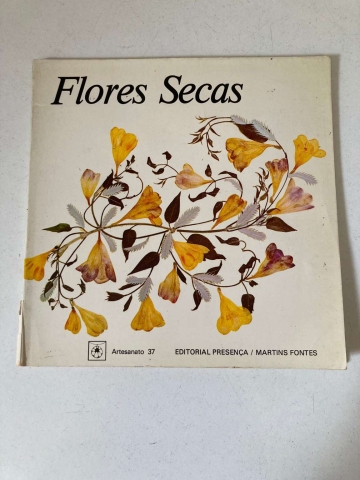 Flores Secas
Artesanato 37 EDITORIAL PRESENÇA / MARTINS FONTES